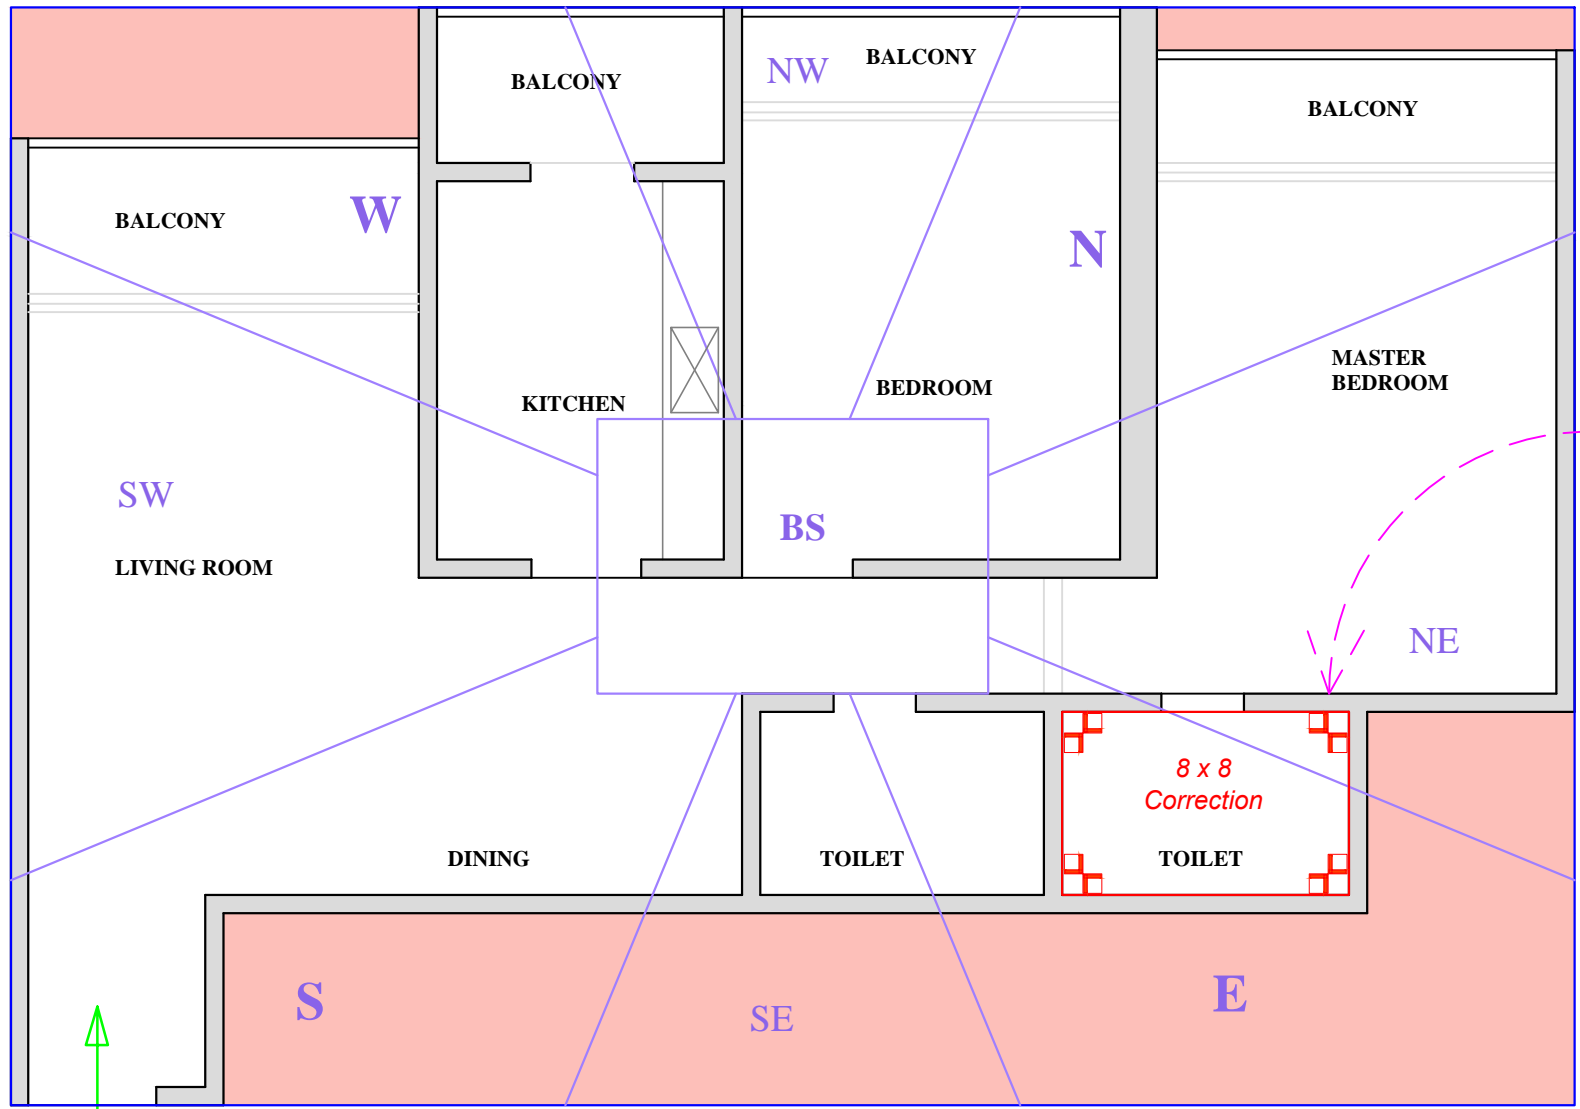 BALCONY
NW
BALCONY
BALCONY
BALCONY
W
N
MASTER
BEDROOM
KITCHEN
BEDROOM
SW
BS
LIVING ROOM
NE
8 x 8
Correction
DINING
TOILET
TOILET
S
SE
E